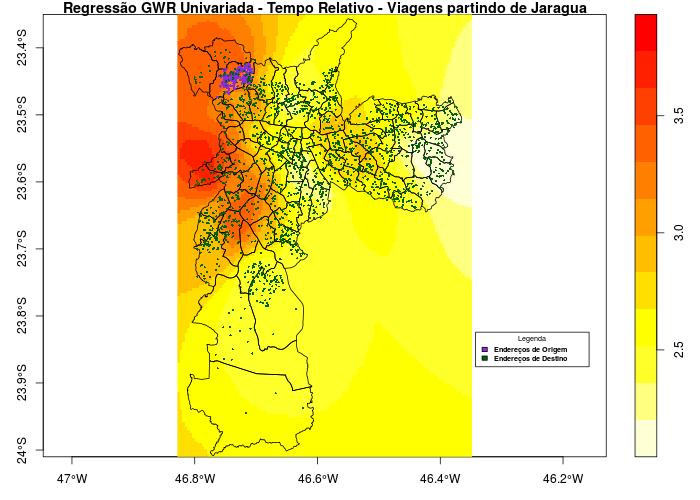 Regressão GWR Univariada - Tempo Relativo - Viagens partindo de Jaragua
23.4°S
23.5°S
23.6°S
23.7°S
23.8°S
23.9°S
24°S
47°W
46.8°W
46.6°W
46.4°W
46.2°W
Legenda
Endereços de Origem
Endereços de Destino
3.5
3.0
2.5